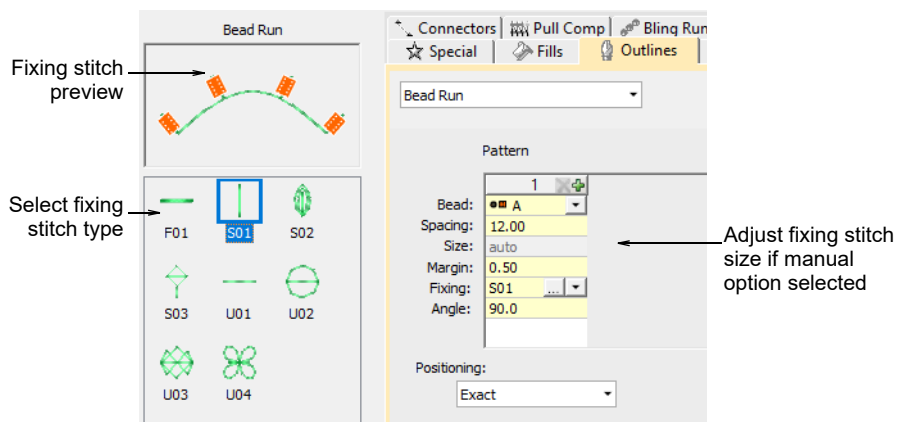 Bead Run
Fixing stitch
preview
Select fixing
stitch type
F01 S01 S02
S03 U01 U02
U03 U04
Connectors Pull Comp Bling Run
Special Fills Outlines
Bead Run
Pattern
1
Bead: A
Spacing: 12.00
Size: auto
Margin: 0.50
Fixing: S01 ...
Angle: 90.0
Positioning:
Exact
Adjust fixing stitch
size if manual
option selected